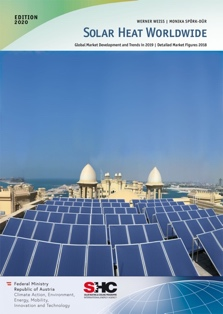 EDITION
2020
WERNER WEISS | MONIKA SPÖRK-DÜR
SOLAR HEAT WORLDWIDE
Global Market Development and Trends in 2019 | Detailed Market Figures 2018
Federal Ministry
Republic of Austria
Climate Action, Environment,
Energy, Mobility,
Innovation and Technology
SHC